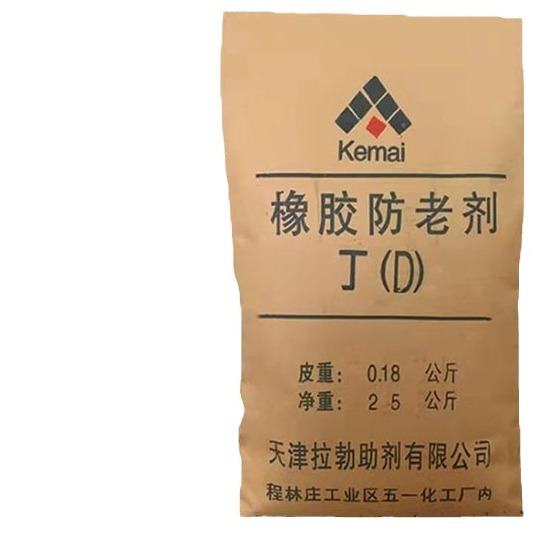 Kemai
橡胶防老剂
丁(D)
皮重: 0.18 公斤
净重: 25 公斤
天津拉勃助剂有限公司
程林庄工业区五一化工厂内